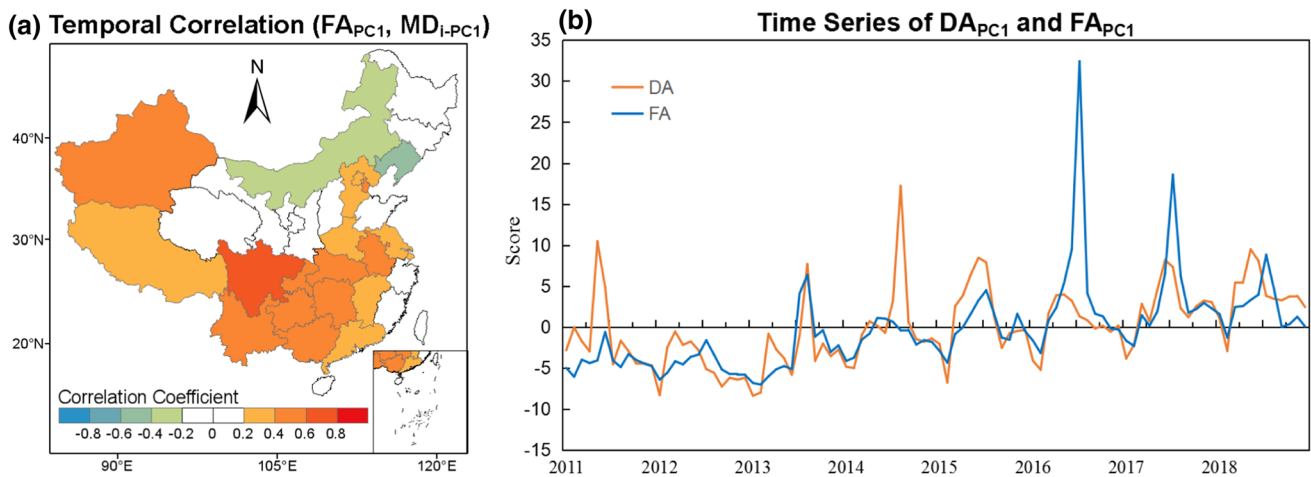 (a) Temporal Correlation (FAPC1, MDi-PC1)
N
40°N
30°N
20°N
Correlation Coefficient
-0.8 -0.6 -0.4 -0.2 0 0.2 0.4 0.6 0.8
90°E 105°E 120°E
(b) Time Series of DAPC1 and FAPC1
DA
FA
Score
35
30
25
20
15
10
5
0
-5
-10
-15
2011 2012 2013 2014 2015 2016 2017 2018